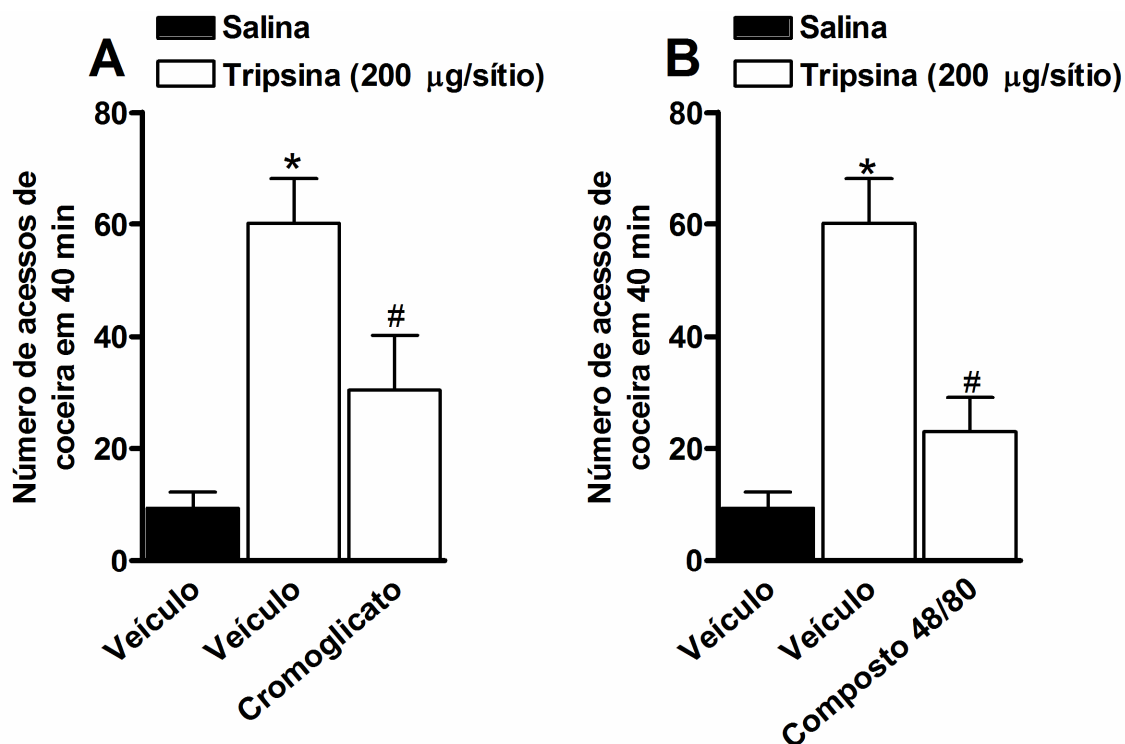 A
Salina
Tripsina (200 μg/sítio)
Número de acessos de
coceira em 40 min
80
60
40
20
0
*
#
Veículo
Veículo
Cromoglicato
B
Salina
Tripsina (200 μg/sítio)
Número de acessos de
coceira em 40 min
80
60
40
20
0
*
#
Veículo
Veículo
Composto 48/80